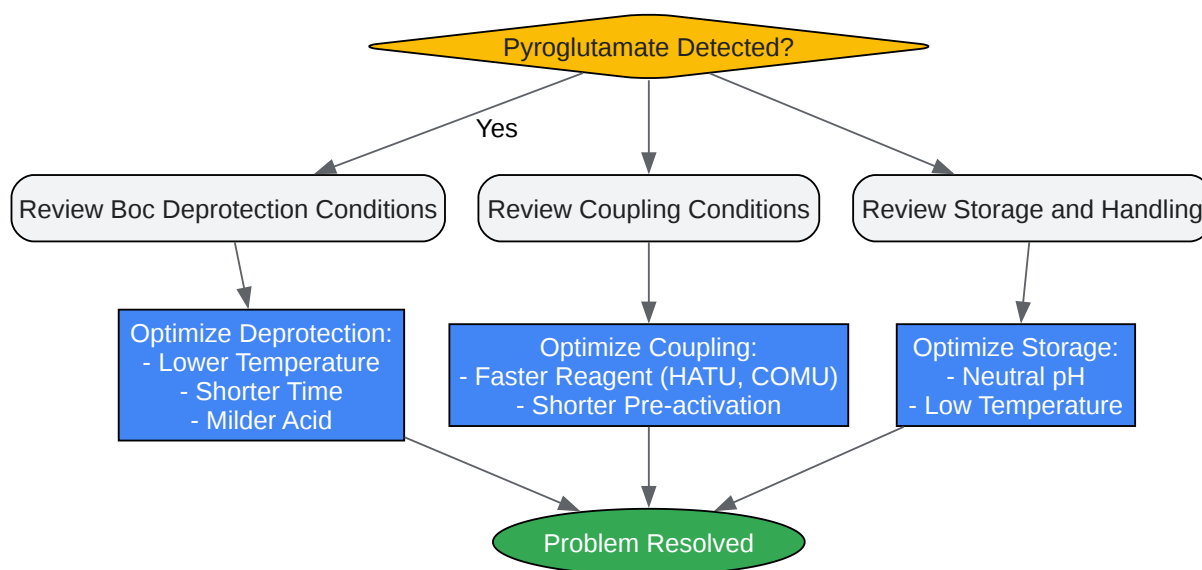 Pyroglutamate Detected?
Yes
Review Boc Deprotection Conditions
Review Coupling Conditions
Review Storage and Handling
Optimize Deprotection:
- Lower Temperature
- Shorter Time
- Milder Acid
Optimize Coupling:
- Faster Reagent (HATU, COMU)
- Shorter Pre-activation
Optimize Storage:
- Neutral pH
- Low Temperature
Problem Resolved